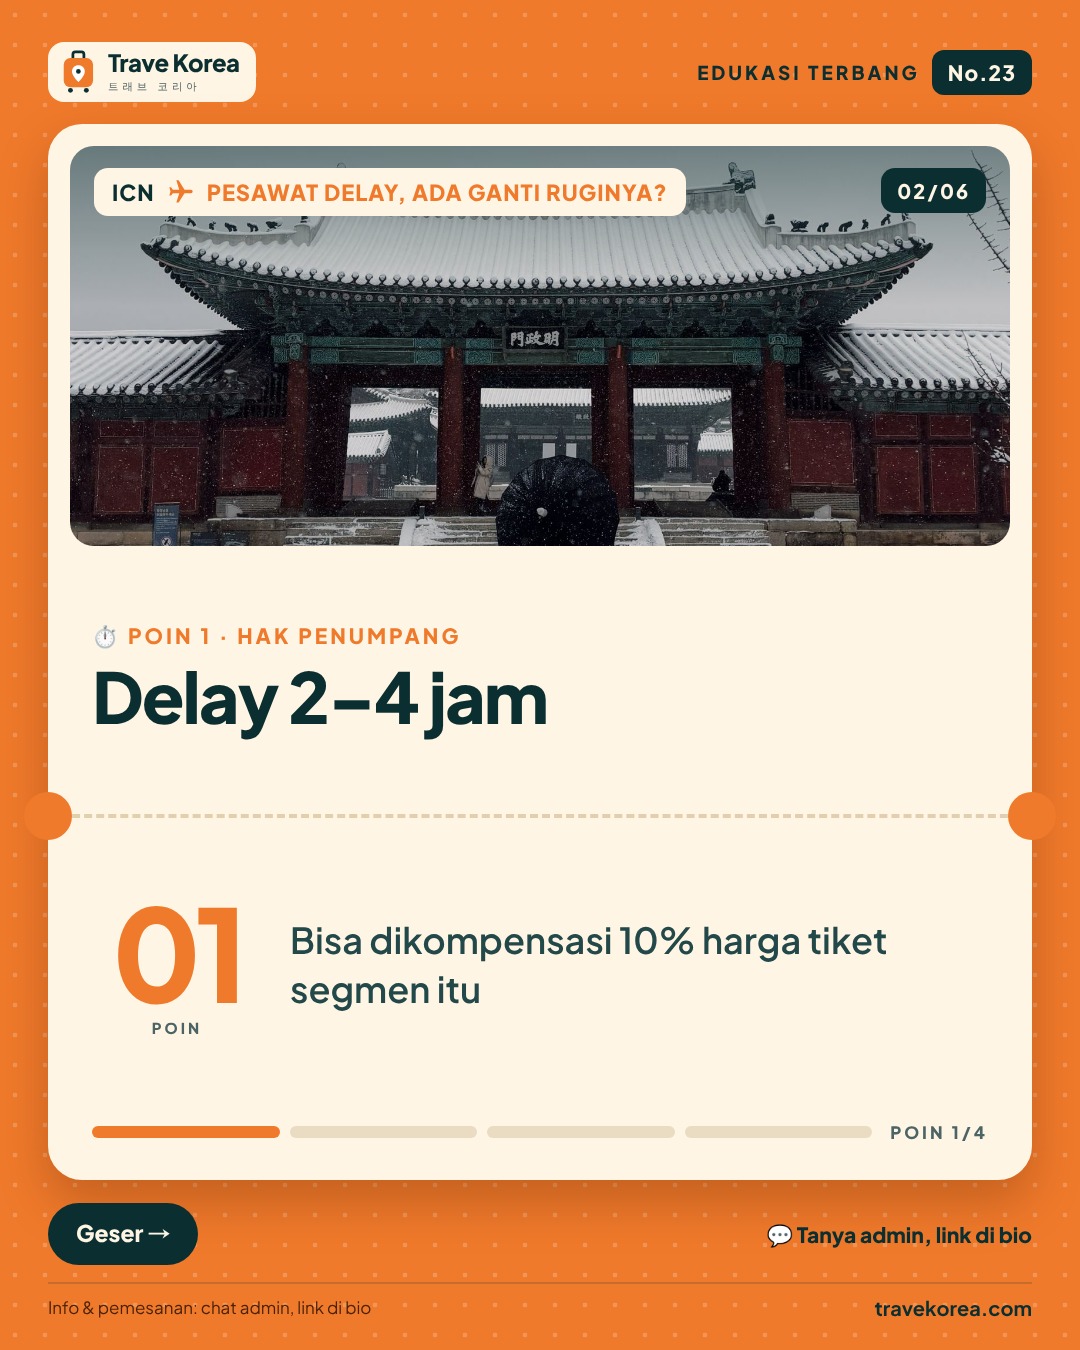 Trave Korea
트래브 코리아
EDUKASI TERBANG
No.23
ICN ✈ PESAWAT DELAY, ADA GANTI RUGINYA?
02/06
門政明
⏱️ POIN 1 · HAK PENUMPANG
Delay 2–4 jam
01
POIN
Bisa dikompensasi 10% harga tiket
segmen itu
POIN 1/4
Geser →
💬 Tanya admin, link di bio
Info & pemesanan: chat admin, link di bio
travekorea.com